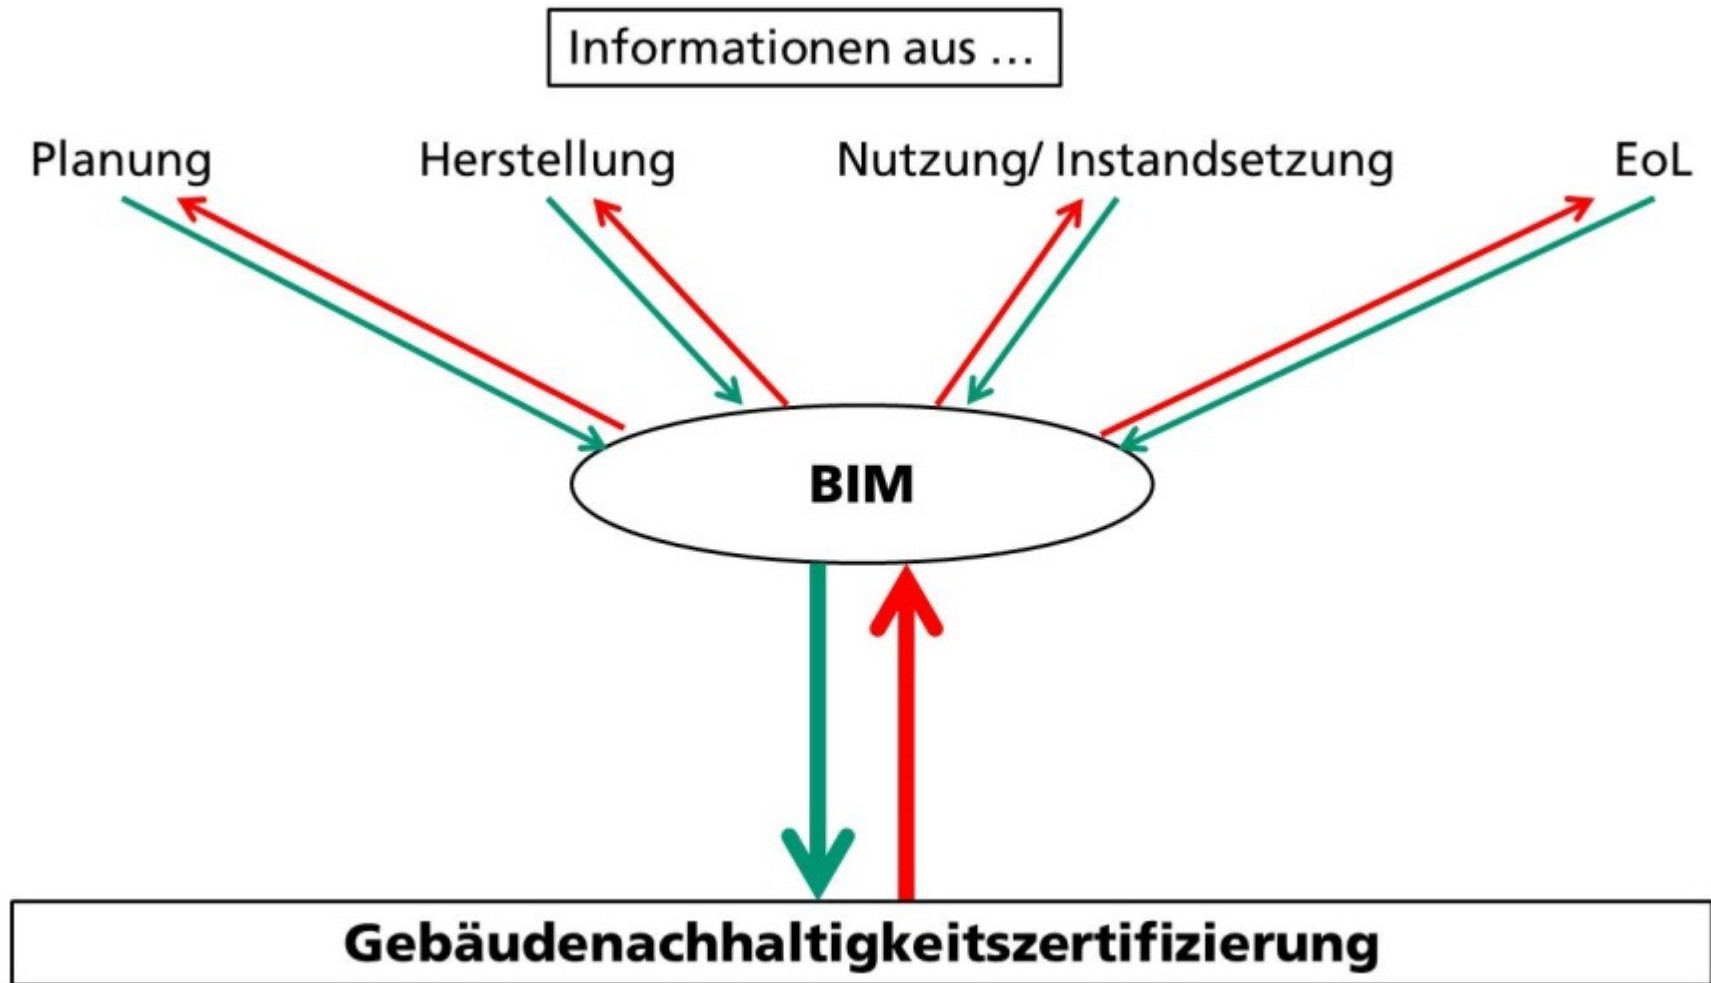 Informationen aus ...
Planung Herstellung Nutzung/ Instandsetzung EoL
BIM
Gebäudenachhaltigkeitszertifizierung